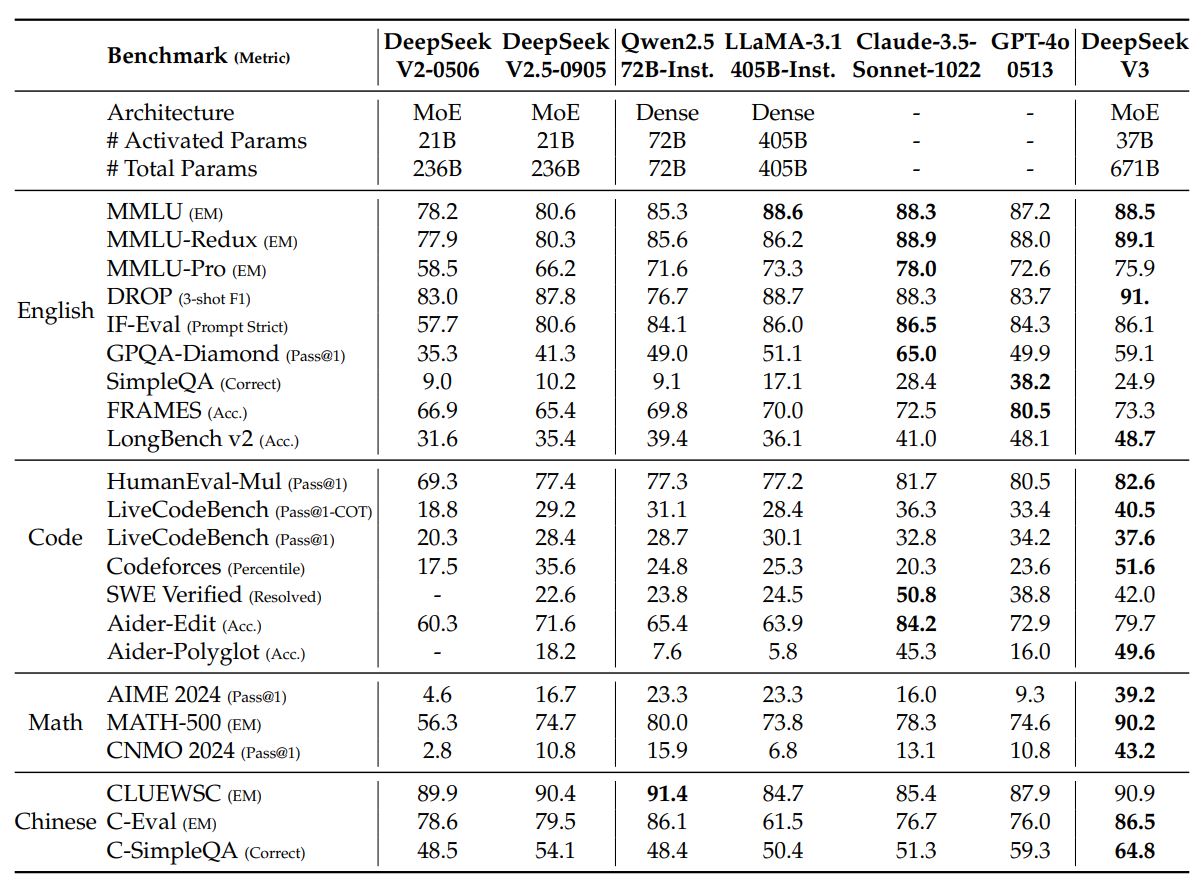 Benchmark (Metric) DeepSeek V2-0506 DeepSeek V2.5-0905 Qwen2.5 72B-Inst. LLaMA-3.1 405B-Inst. Claude-3.5-Sonnet-1022 GPT-4o 0513 DeepSeek V3
Architecture MoE MoE Dense Dense - - MoE
# Activated Params 21B 21B 72B 405B - - 37B
# Total Params 236B 236B 72B 405B - - 671B
English
MMLU (EM) 78.2 80.6 85.3 88.6 88.3 87.2 88.5
MMLU-Redux (EM) 77.9 80.3 85.6 86.2 88.9 88.0 89.1
MMLU-Pro (EM) 58.5 66.2 71.6 73.3 78.0 72.6 75.9
DROP (3-shot F1) 83.0 87.8 76.7 88.7 88.3 83.7 91.
IF-Eval (Prompt Strict) 57.7 80.6 84.1 86.0 86.5 84.3 86.1
GPQA-Diamond (Pass@1) 35.3 41.3 49.0 51.1 65.0 49.9 59.1
SimpleQA (Correct) 9.0 10.2 9.1 17.1 28.4 38.2 24.9
FRAMES (Acc.) 66.9 65.4 69.8 70.0 72.5 80.5 73.3
LongBench v2 (Acc.) 31.6 35.4 39.4 36.1 41.0 48.1 48.7
Code
HumanEval-Mul (Pass@1) 69.3 77.4 77.3 77.2 81.7 80.5 82.6
LiveCodeBench (Pass@1-COT) 18.8 29.2 31.1 28.4 36.3 33.4 40.5
LiveCodeBench (Pass@1) 20.3 28.4 28.7 30.1 32.8 34.2 37.6
Codeforces (Percentile) 17.5 35.6 24.8 25.3 20.3 23.6 51.6
SWE Verified (Resolved) - 22.6 23.8 24.5 50.8 38.8 42.0
Aider-Edit (Acc.) 60.3 71.6 65.4 63.9 84.2 72.9 79.7
Aider-Polyglot (Acc.) - 18.2 7.6 5.8 45.3 16.0 49.6
Math
AIME 2024 (Pass@1) 4.6 16.7 23.3 23.3 16.0 9.3 39.2
MATH-500 (EM) 56.3 74.7 80.0 73.8 78.3 74.6 90.2
CNMO 2024 (Pass@1) 2.8 10.8 15.9 6.8 13.1 10.8 43.2
Chinese
CLUEWSC (EM) 89.9 90.4 91.4 84.7 85.4 87.9 90.9
C-Eval (EM) 78.6 79.5 86.1 61.5 76.7 76.0 86.5
C-SimpleQA (Correct) 48.5 54.1 48.4 50.4 51.3 59.3 64.8